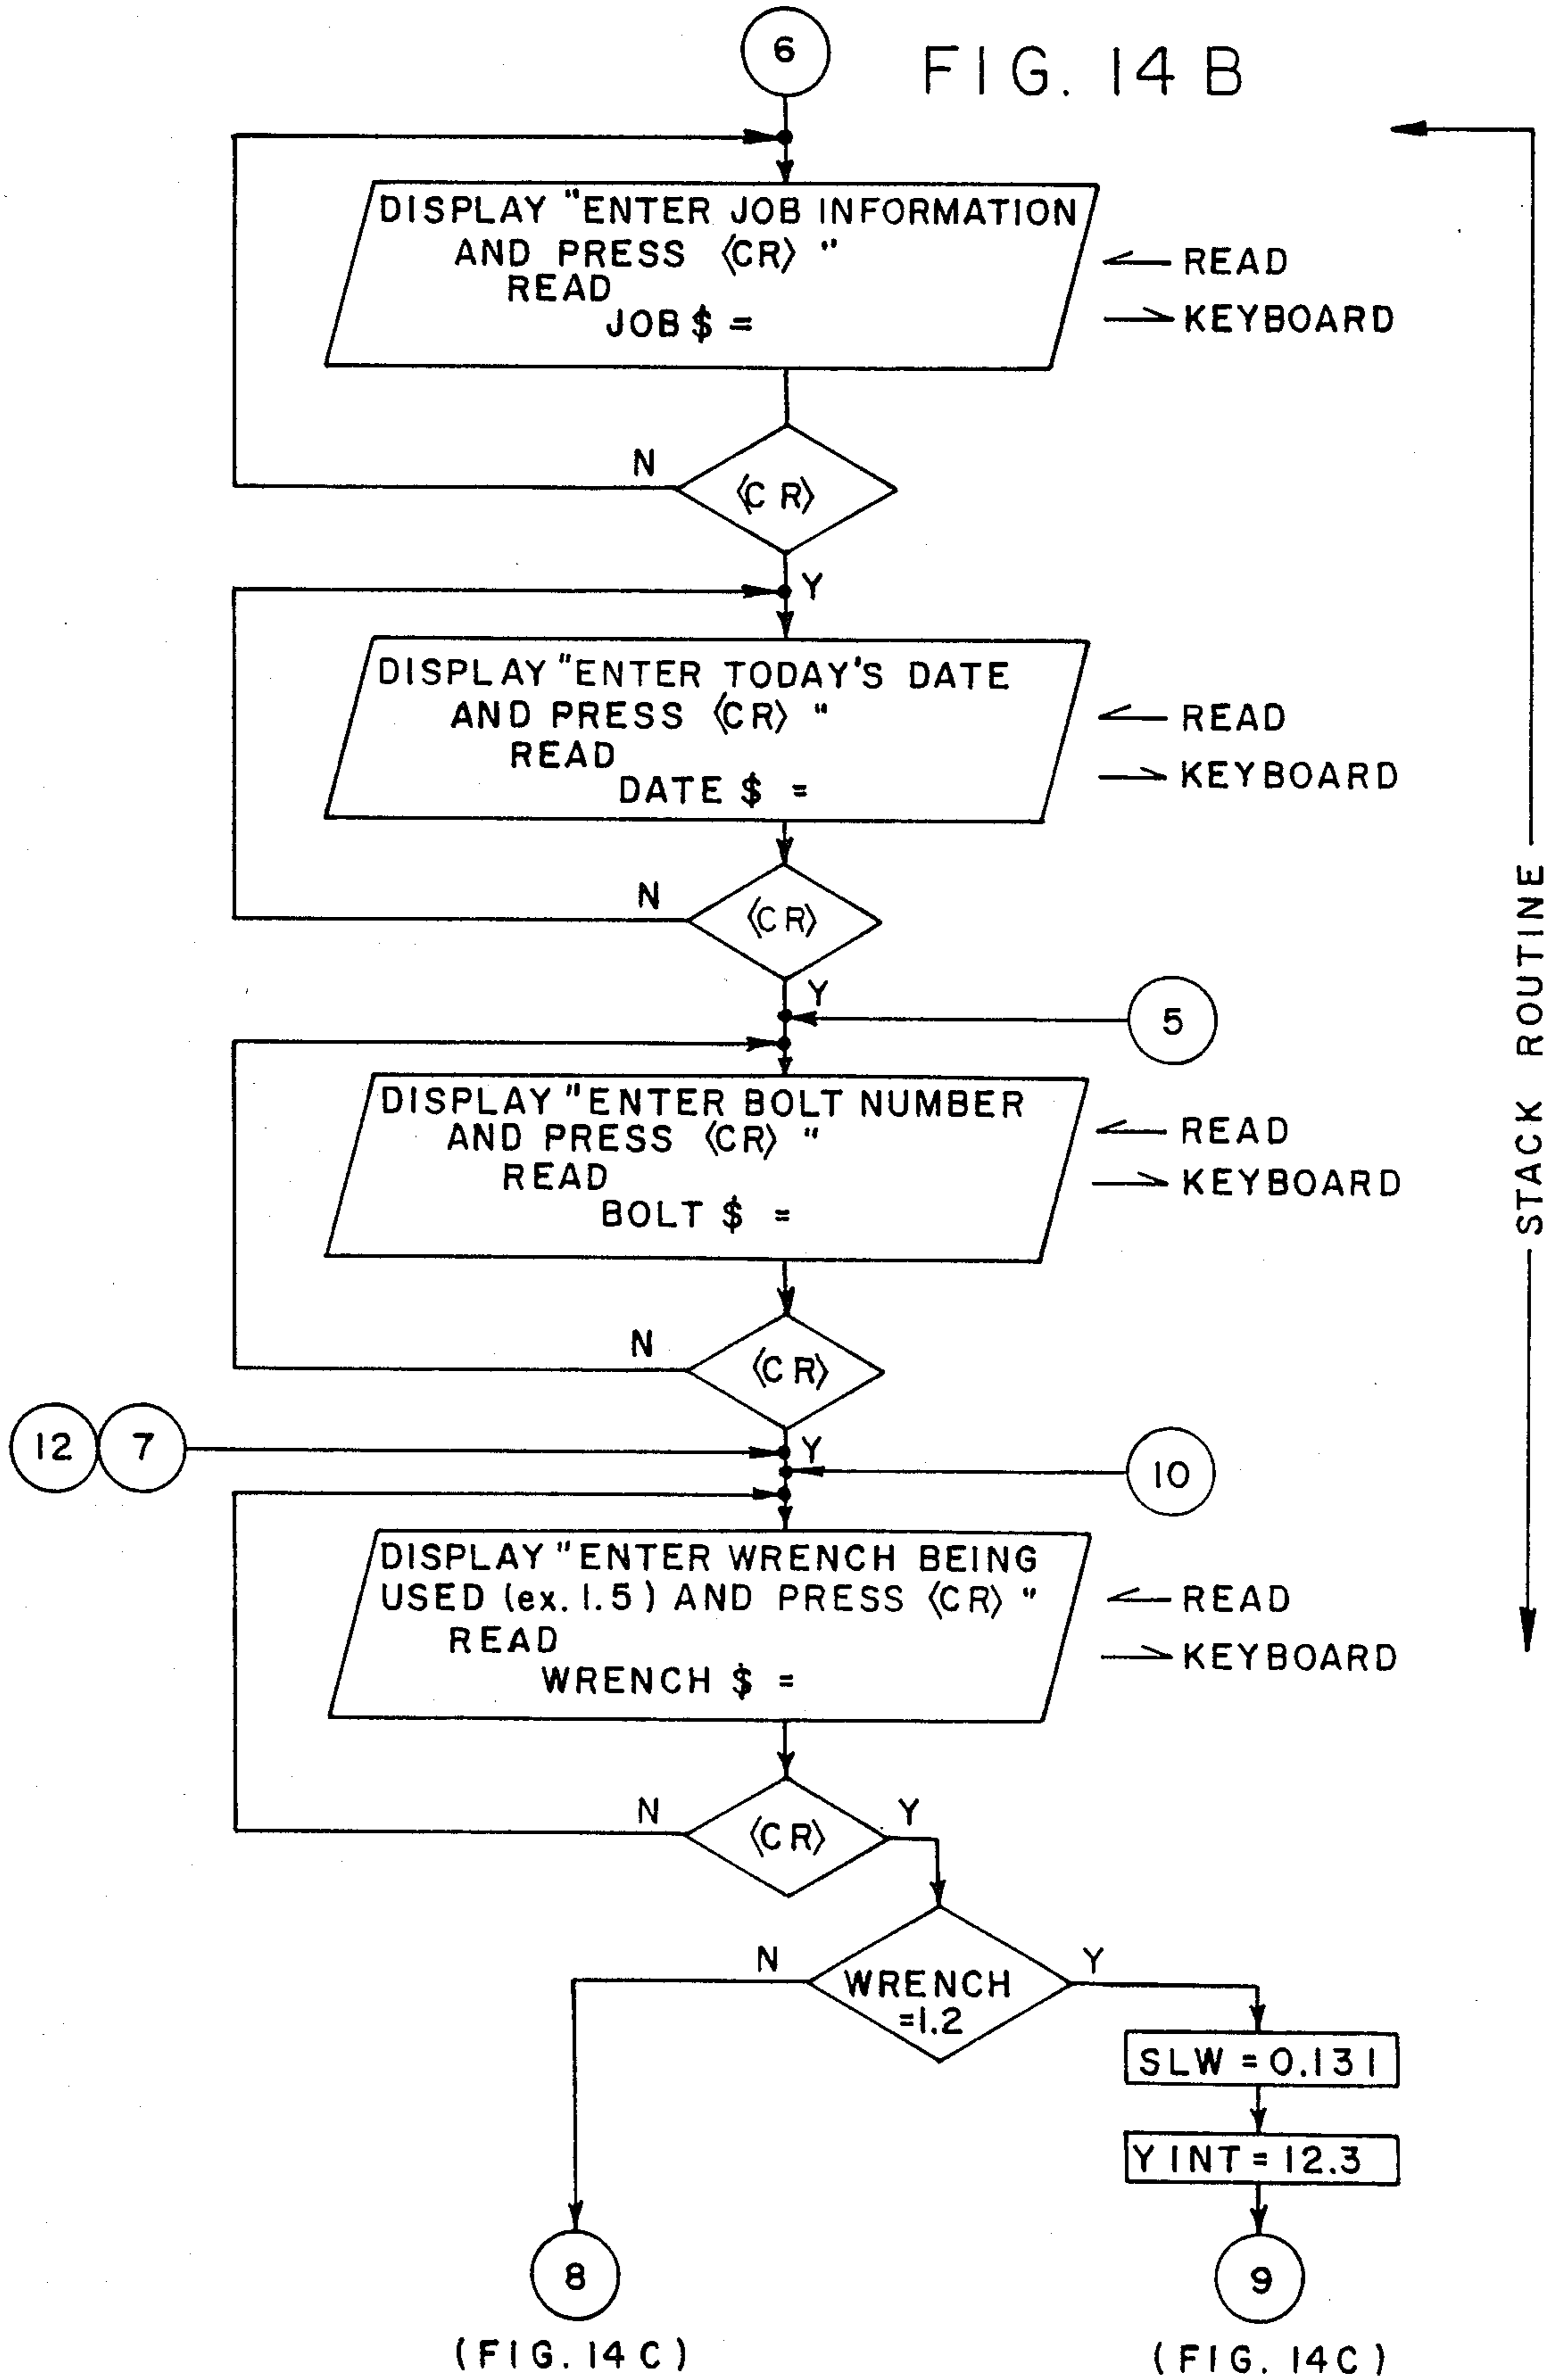 6
FIG. 14 B
DISPLAY "ENTER JOB INFORMATION
AND PRESS 〈CR〉 "
READ
JOB $ =
READ
KEYBOARD
N
〈CR〉
Y
DISPLAY "ENTER TODAY'S DATE
AND PRESS 〈CR〉 "
READ
DATE $ =
READ
KEYBOARD
N
〈CR〉
Y
5
DISPLAY "ENTER BOLT NUMBER
AND PRESS 〈CR〉 "
READ
BOLT $ =
READ
KEYBOARD
STACK ROUTINE
N
〈CR〉
12
7
Y
10
DISPLAY "ENTER WRENCH BEING
USED (ex. 1.5) AND PRESS 〈CR〉 "
READ
WRENCH $ =
READ
KEYBOARD
N
〈CR〉
Y
N
WRENCH
=1.2
Y
SLW = 0.131
Y INT = 12.3
8
9
(FIG. 14 C)
(FIG. 14C)